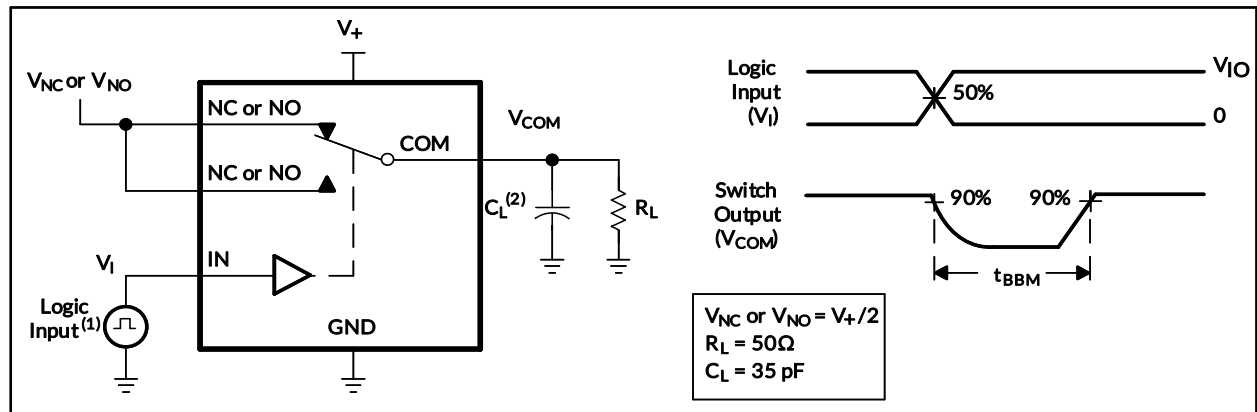 V+
VNC or VNO
NC or NO
VCOM
COM
NC or NO
CL(2)
RL
VI
IN
Logic
Input(1)
GND
Logic
Input
(VI)
VIO
50%
0
Switch
Output
(VCOM)
90%
90%
tBBM
VNC or VNO = V+/2
RL = 50Ω
CL = 35 pF